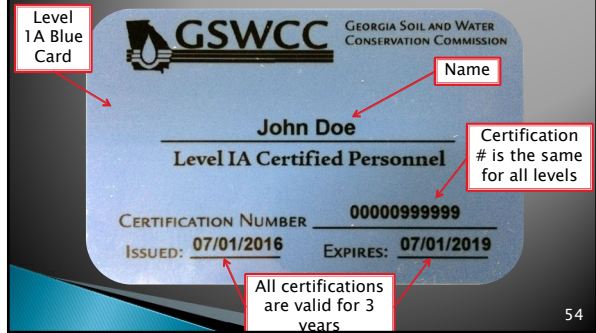 Level
1A Blue
Card
GSWCC
GEORGIA SOIL AND WATER
CONSERVATION COMMISSION
Name
John Doe
Level IA Certified Personnel
Certification
# is the same
for all levels
CERTIFICATION NUMBER 00000999999
ISSUED: 07/01/2016 EXPIRES: 07/01/2019
All certifications
are valid for 3
years
54